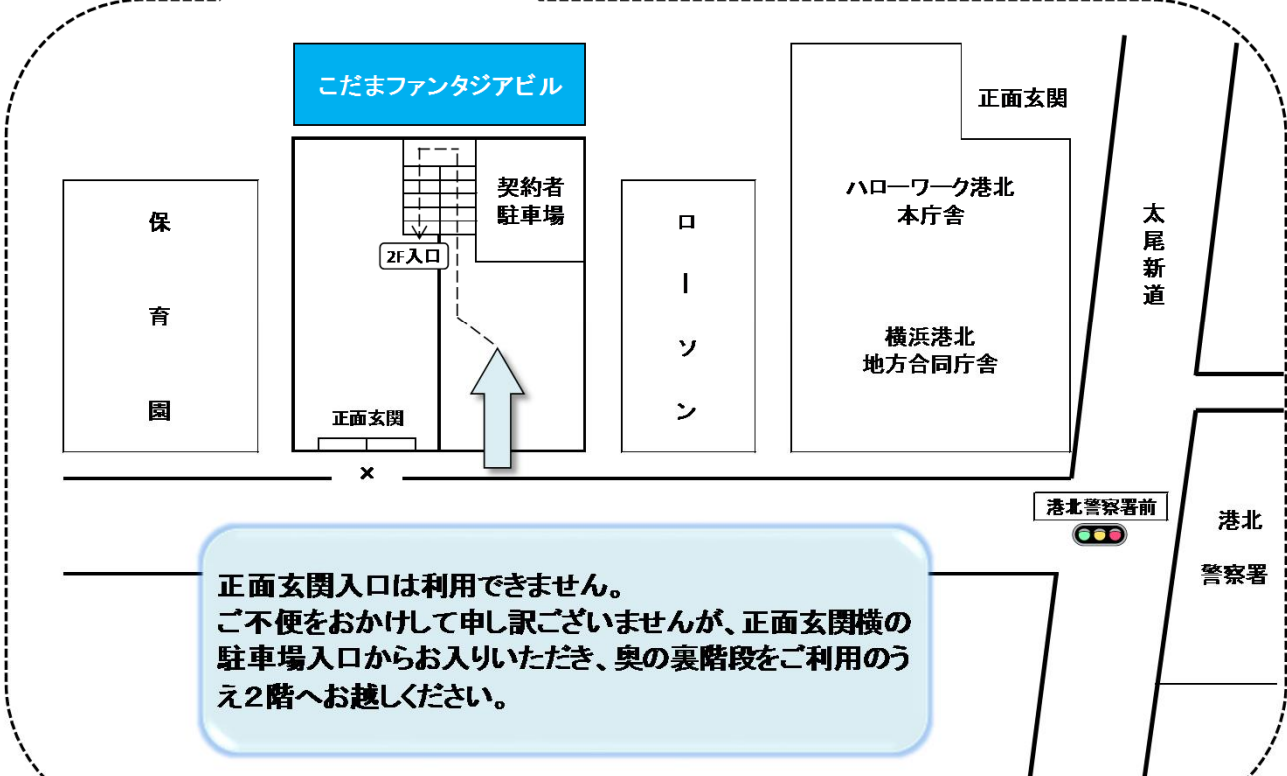 こだまファンタジアビル
正面玄関
契約者
駐車場
2F入口
保育園
ローソン
ハローワーク港北
本庁舎
横浜港北
地方合同庁舎
太尾新道
正面玄関
×
港北警察署前
港北
警察署
正面玄関入口は利用できません。
ご不便をおかけして申し訳ございませんが、正面玄関横の
駐車場入口からお入りいただき、奥の裏階段をご利用のう
え2階へお越しください。